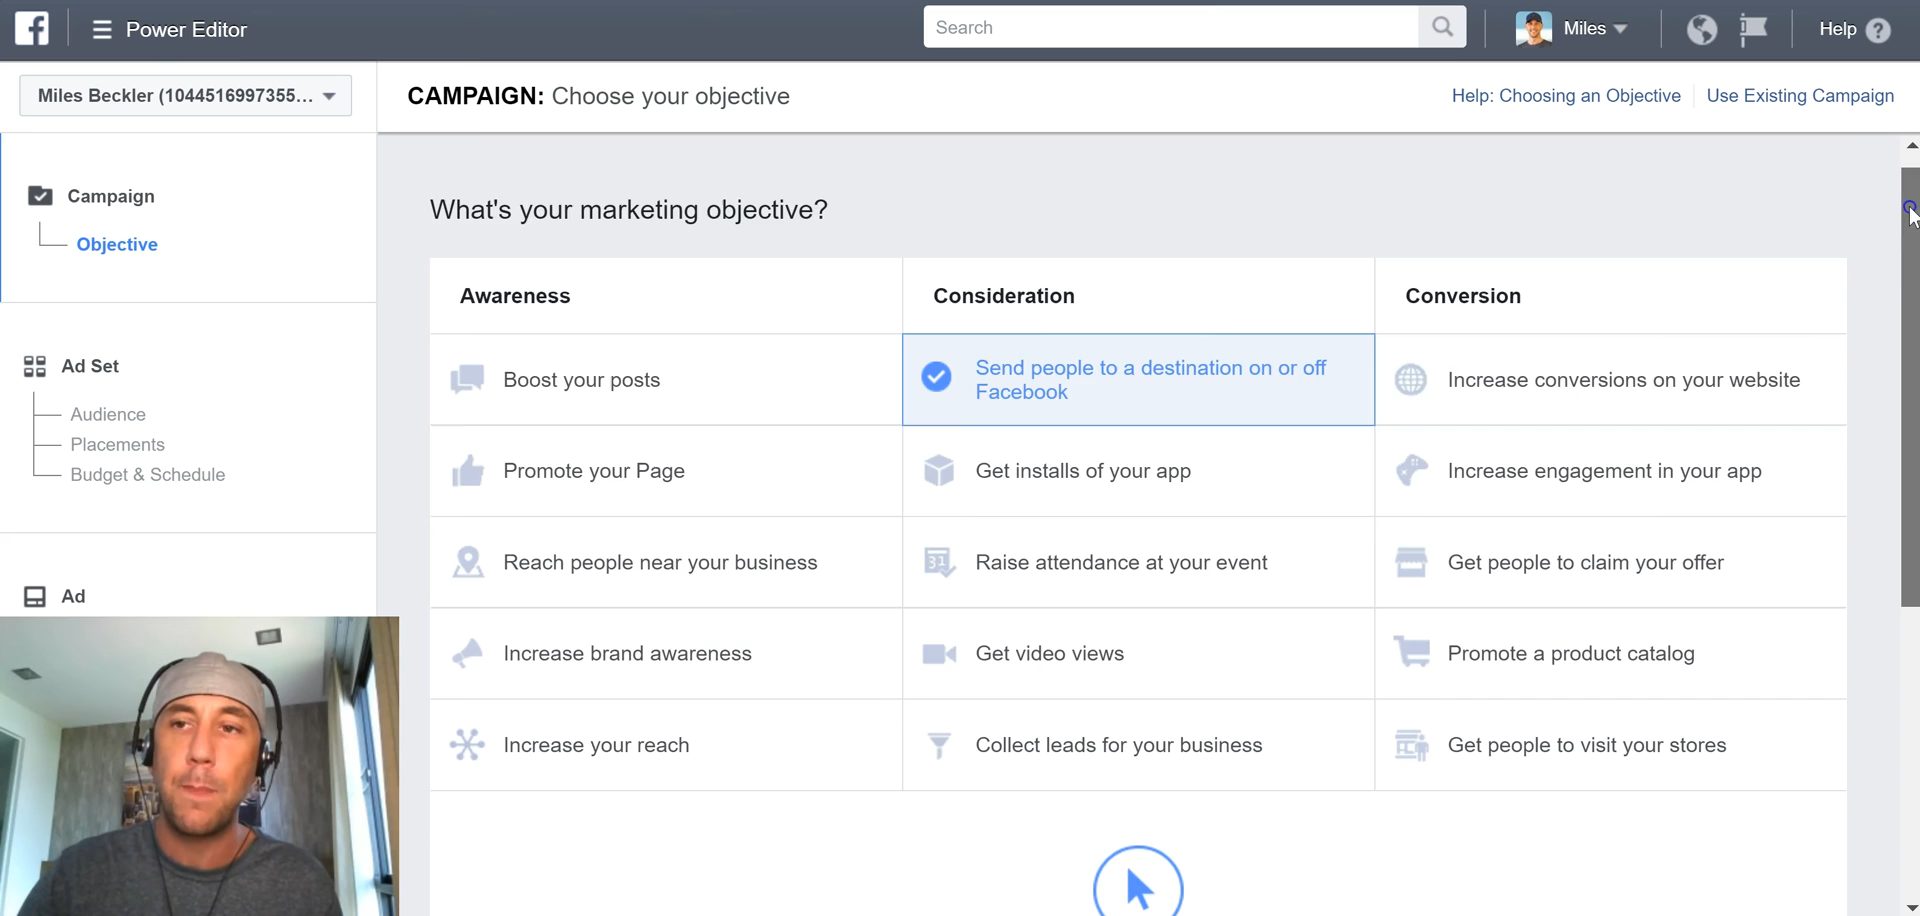 Power Editor
Search
Miles
Help
Miles Beckler (1044516997355...
CAMPAIGN: Choose your objective
Help: Choosing an Objective
Use Existing Campaign
Campaign
Objective
Ad Set
Audience
Placements
Budget & Schedule
Ad
What's your marketing objective?
Awareness
Consideration
Conversion
Boost your posts
Send people to a destination on or off
Facebook
Increase conversions on your website
Promote your Page
Get installs of your app
Increase engagement in your app
Reach people near your business
31
Raise attendance at your event
Get people to claim your offer
Increase brand awareness
Get video views
Promote a product catalog
Increase your reach
Collect leads for your business
Get people to visit your stores